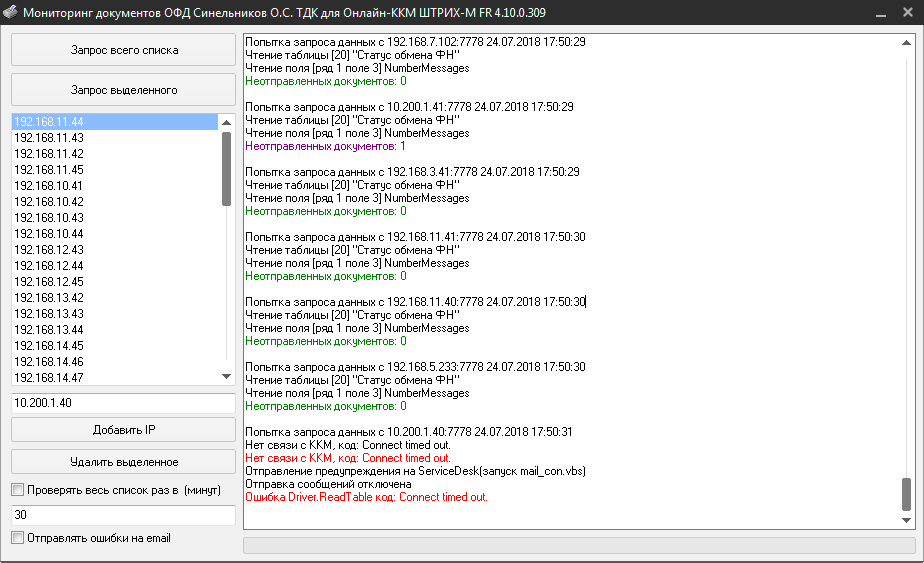 Мониторинг документов ОФД Синельников О.С. ТДК для Онлайн-ККМ ШТРИХ-М FR 4.10.0.309
Запрос всего списка
Запрос выделенного
192.168.11.44
192.168.11.43
192.168.11.42
192.168.11.45
192.168.10.41
192.168.10.42
192.168.10.43
192.168.10.44
192.168.12.43
192.168.12.44
192.168.12.45
192.168.13.42
192.168.13.43
192.168.13.44
192.168.14.45
192.168.14.46
192.168.14.47
10.200.1.40
Добавить IP
Удалить выделенное
Проверять весь список раз в (минут)
30
Отправлять ошибки на email
Попытка запроса данных с 192.168.7.102:7778 24.07.2018 17:50:29
Чтение таблицы [20] "Статус обмена ФН"
Чтение поля [ряд 1 поле 3] NumberMessages
Неотправленных документов: 0
Попытка запроса данных с 10.200.1.41:7778 24.07.2018 17:50:29
Чтение таблицы [20] "Статус обмена ФН"
Чтение поля [ряд 1 поле 3] NumberMessages
Неотправленных документов: 1
Попытка запроса данных с 192.168.3.41:7778 24.07.2018 17:50:29
Чтение таблицы [20] "Статус обмена ФН"
Чтение поля [ряд 1 поле 3] NumberMessages
Неотправленных документов: 0
Попытка запроса данных с 192.168.11.41:7778 24.07.2018 17:50:30
Чтение таблицы [20] "Статус обмена ФН"
Чтение поля [ряд 1 поле 3] NumberMessages
Неотправленных документов: 0
Попытка запроса данных с 192.168.11.40:7778 24.07.2018 17:50:30
Чтение таблицы [20] "Статус обмена ФН"
Чтение поля [ряд 1 поле 3] NumberMessages
Неотправленных документов: 0
Попытка запроса данных с 192.168.5.233:7778 24.07.2018 17:50:30
Чтение таблицы [20] "Статус обмена ФН"
Чтение поля [ряд 1 поле 3] NumberMessages
Неотправленных документов: 0
Попытка запроса данных с 10.200.1.40:7778 24.07.2018 17:50:31
Нет связи с ККМ, код: Connect timed out.
Нет связи с ККМ, код: Connect timed out.
Отправление предупреждения на ServiceDesk(запуск mail_con.vbs)
Отправка сообщений отключена
Ошибка Driver.ReadTable код: Connect timed out.